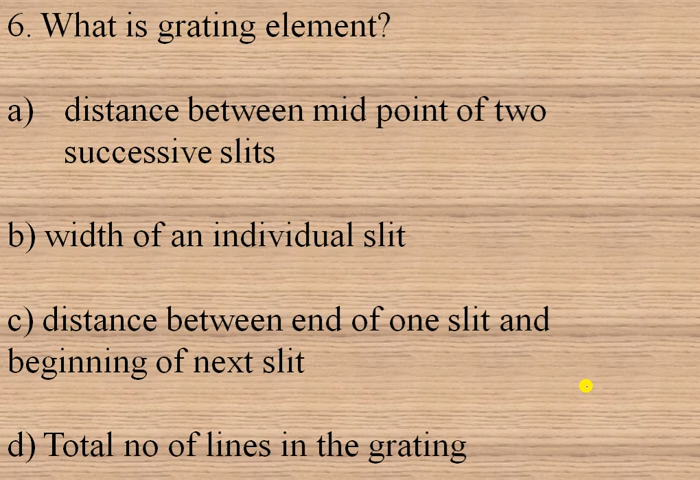 6. What is grating element?
a) distance between mid point of two
successive slits
b) width of an individual slit
c) distance between end of one slit and
beginning of next slit
d) Total no of lines in the grating